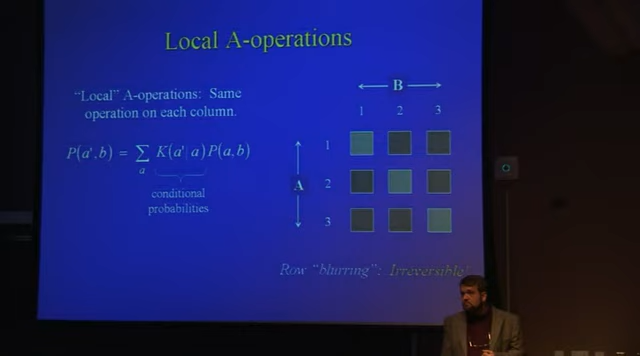 Local A-operations
"Local" A-operations: Same
operation on each column.
P(a',b) = ∑ K(a'|a)P(a,b)
a
conditional
probabilities
B
1 2 3
1
A 2
3
Row "blurring": Irreversible